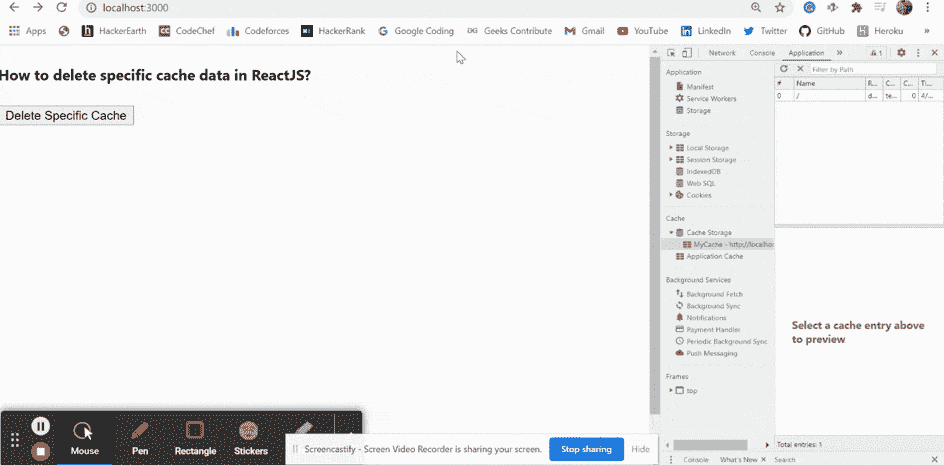 localhost:3000
Apps HackerEarth CodeChef Codeforces HackerRank Google Coding Geeks Contribute Gmail YouTube LinkedIn Twitter GitHub Heroku »
Network Console Application » 1
How to delete specific cache data in ReactJS?
Delete Specific Cache
Application
Manifest
Service Workers
Storage
Storage
Local Storage
Session Storage
IndexedDB
Web SQL
Cookies
Cache
Cache Storage
MyCache - http://localhos
Application Cache
Background Services
Background Fetch
Background Sync
Notifications
Payment Handler
Periodic Background Sync
Push Messaging
Frames
top
Filter by Path
# Name R... C... C... Ti...
0 / d... te... 0 4/...
Select a cache entry above
to preview
Total entries: 1
Console What's New Search
Mouse Pen Rectangle Stickers
Screencastify - Screen Video Recorder is sharing your screen. Stop sharing Hide